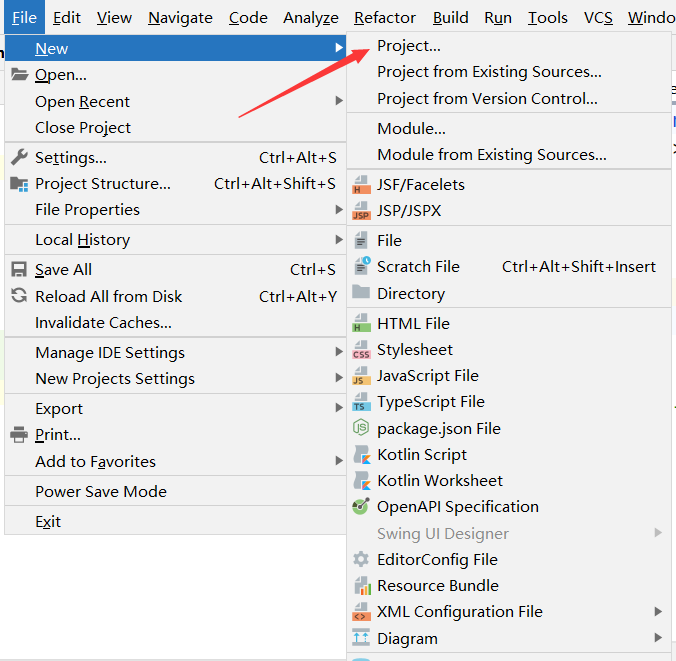 File Edit View Navigate Code Analyze Refactor Build Run Tools VCS Windo
New
Open...
Open Recent
Close Project
Settings... Ctrl+Alt+S
Project Structure... Ctrl+Alt+Shift+S
File Properties
Local History
Save All Ctrl+S
Reload All from Disk Ctrl+Alt+Y
Invalidate Caches...
Manage IDE Settings
New Projects Settings
Export
Print...
Add to Favorites
Power Save Mode
Exit
Project...
Project from Existing Sources...
Project from Version Control...
Module...
Module from Existing Sources...
JSF/Facelets
JSP/JSPX
File
Scratch File Ctrl+Alt+Shift+Insert
Directory
HTML File
Stylesheet
JavaScript File
TypeScript File
package.json File
Kotlin Script
Kotlin Worksheet
OpenAPI Specification
Swing UI Designer
EditorConfig File
Resource Bundle
XML Configuration File
Diagram